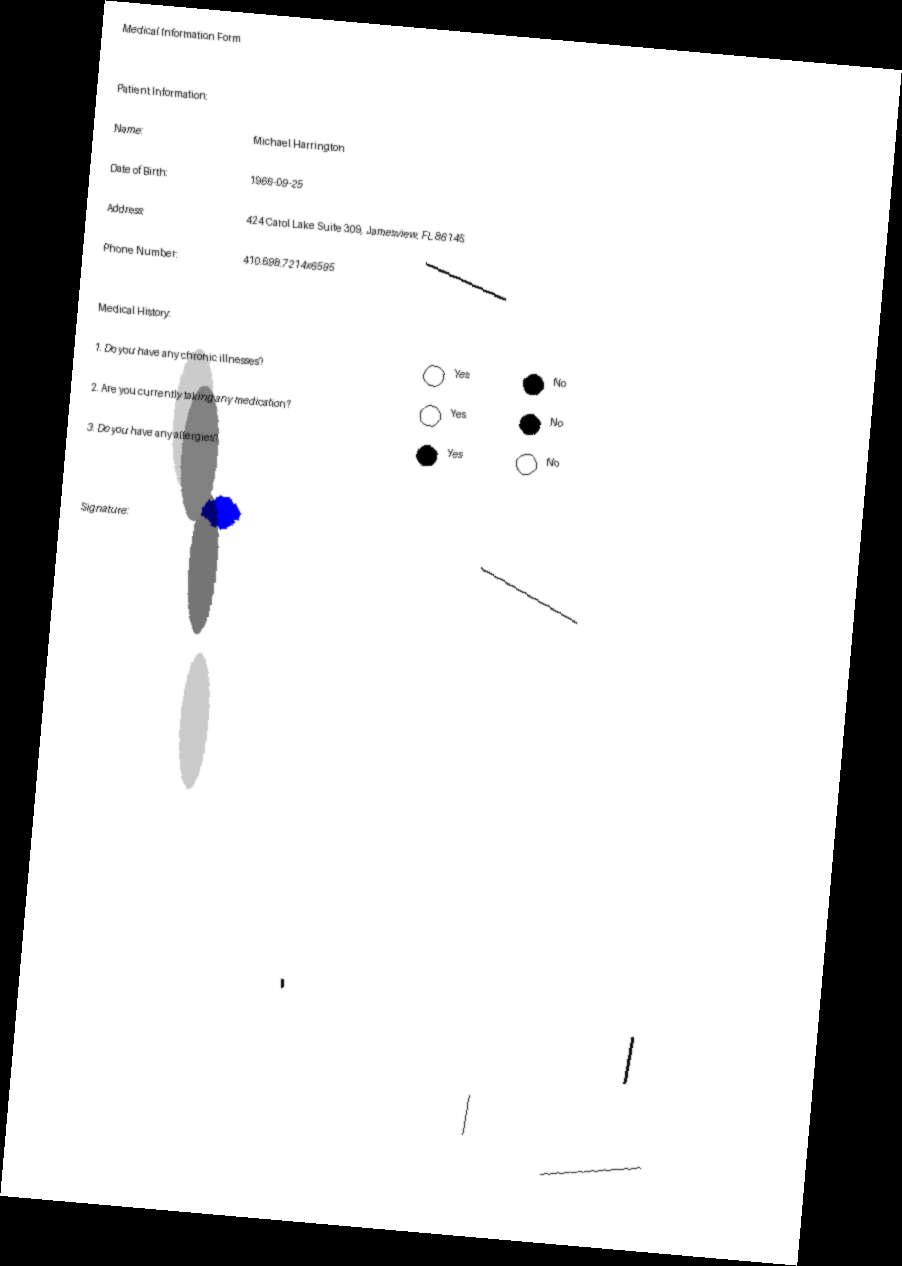 Medical Information Form
Patient Information:
Name: Michael Harrington
Date of Birth: 1966-09-25
Address: 424 Carol Lake Suite 309, Jamesview, FL 86145
Phone Number: 410.698.7214x6595
Medical History:
1. Do you have any chronic illnesses? Yes No
2. Are you currently taking any medication? Yes No
3. Do you have any allergies? Yes No
Signature: